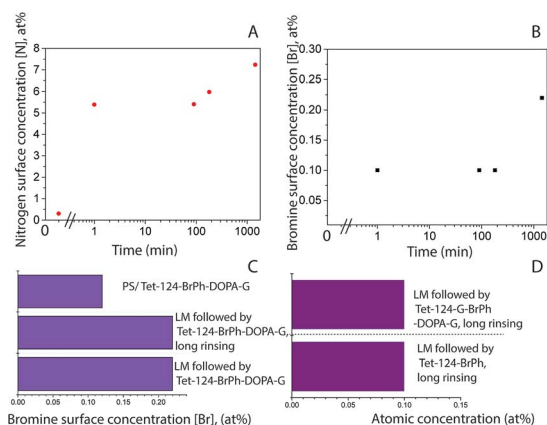 A
Nitrogen surface concentration [N], at%
8
7
6
5
4
3
2
1
0
0
1
10
100
1000
Time (min)
B
Bromine surface concentration [Br], at%
0.30
0.25
0.20
0.15
0.10
0.05
0
1
10
100
1000
Time (min)
C
PS/ Tet-124-BrPh-DOPA-G
LM followed by
Tet-124-BrPh-DOPA-G,
long rinsing
LM followed by
Tet-124-BrPh-DOPA-G
0.00
0.05
0.10
0.15
0.20
Bromine surface concentration [Br], (at%)
D
LM followed by
Tet-124-G-BrPh
-DOPA-G, long rinsing
LM followed by
Tet-124-BrPh,
long rinsing
0.00
0.05
0.10
0.15
Atomic concentration (at%)